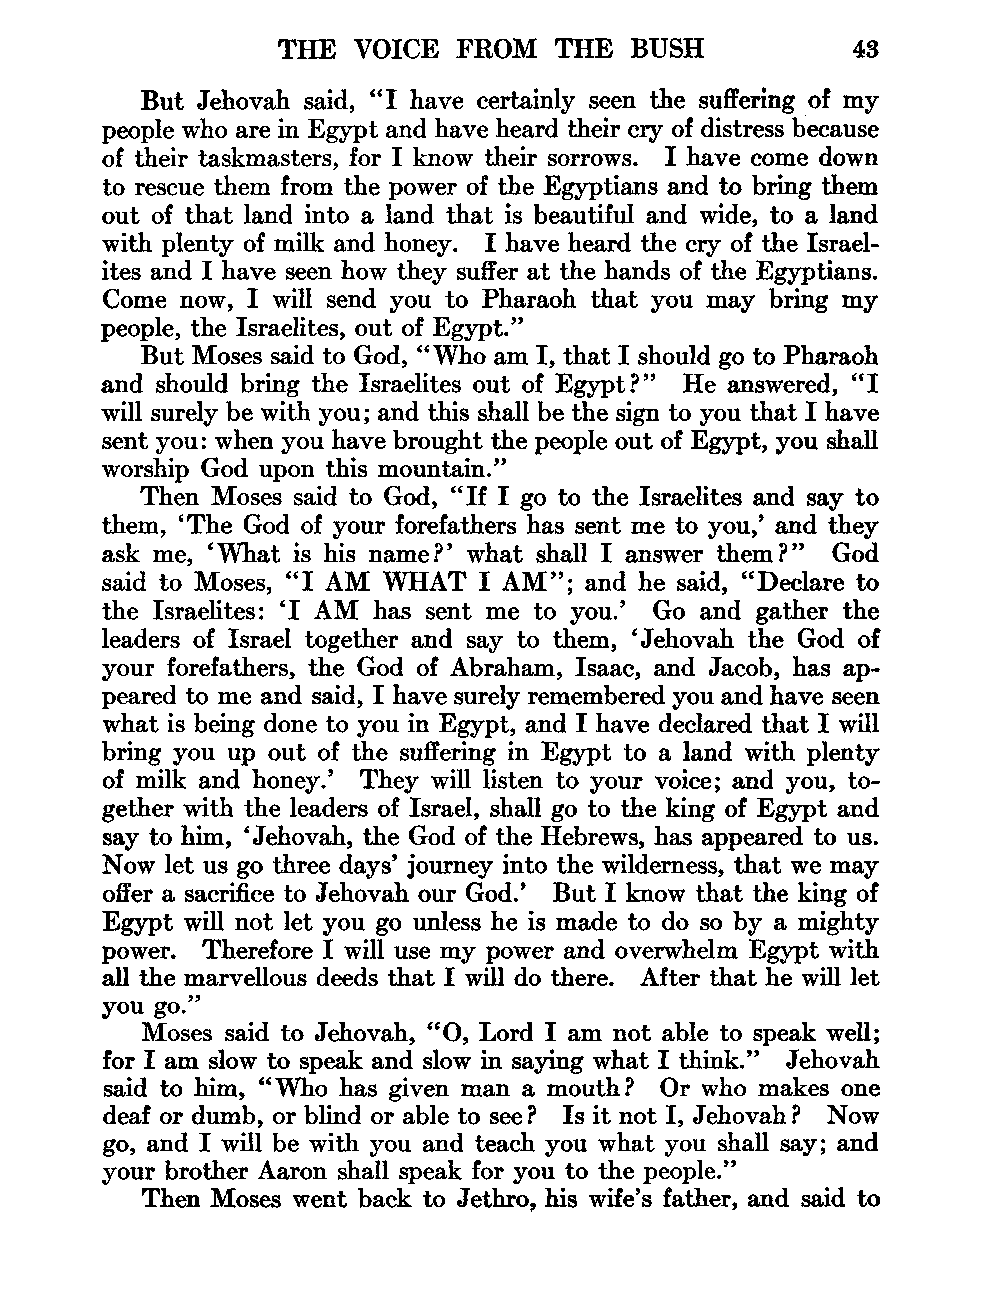 THE VOICE FROM THE BUSH 43
But Jehovah said, “I have certainly seen the suffering of my
people who are in Egypt and have heard their cry of distress because
of their taskmasters, for I know their sorrows. I have come down
to rescue them from the power of the Egyptians and to bring them
out of that land into a land that is beautiful and wide, to a land
with plenty of milk and honey. I have heard the cry of the Israel-
ites and I have seen how they suffer at the hands of the Egyptians.
Come now, I will send you to Pharaoh that you may bring my
people, the Israelites, out of Egypt.”
But Moses said to God, “Who am I, that I should go to Pharaoh
and should bring the Israelites out of Egypt?” He answered, “I
will surely be with you; and this shall be the sign to you that I have
sent you: when you have brought the people out of Egypt, you shall
worship God upon this mountain.”
Then Moses said to God, “If I go to the Israelites and say to
them, ‘The God of your forefathers has sent me to you,’ and they
ask me, ‘What is his name?’ what shall I answer them?” God
said to Moses, “I AM WHAT I AM”; and he said, “Declare to
the Israelites: ‘I AM has sent me to you.’ Go and gather the
leaders of Israel together and say to them, ‘Jehovah the God of
your forefathers, the God of Abraham, Isaac, and Jacob, has ap-
peared to me and said, I have surely remembered you and have seen
what is being done to you in Egypt, and I have declared that I will
bring you up out of the suffering in Egypt to a land with plenty
of milk and honey.’ They will listen to your voice; and you, to-
gether with the leaders of Israel, shall go to the king of Egypt and
say to him, ‘Jehovah, the God of the Hebrews, has appeared to us.
Now let us go three days’ journey into the wilderness, that we may
offer a sacrifice to Jehovah our God.’ But I know that the king of
Egypt will not let you go unless he is made to do so by a mighty
power. Therefore I will use my power and overwhelm Egypt with
all the marvellous deeds that I will do there. After that he will let
you go.”
Moses said to Jehovah, “O, Lord I am not able to speak well;
for I am slow to speak and slow in saying what I think.” Jehovah
said to him, “Who has given man a mouth? Or who makes one
deaf or dumb, or blind or able to see? Is it not I, Jehovah? Now
go, and I will be with you and teach you what you shall say; and
your brother Aaron shall speak for you to the people.”
Then Moses went back to Jethro, his wife’s father, and said to